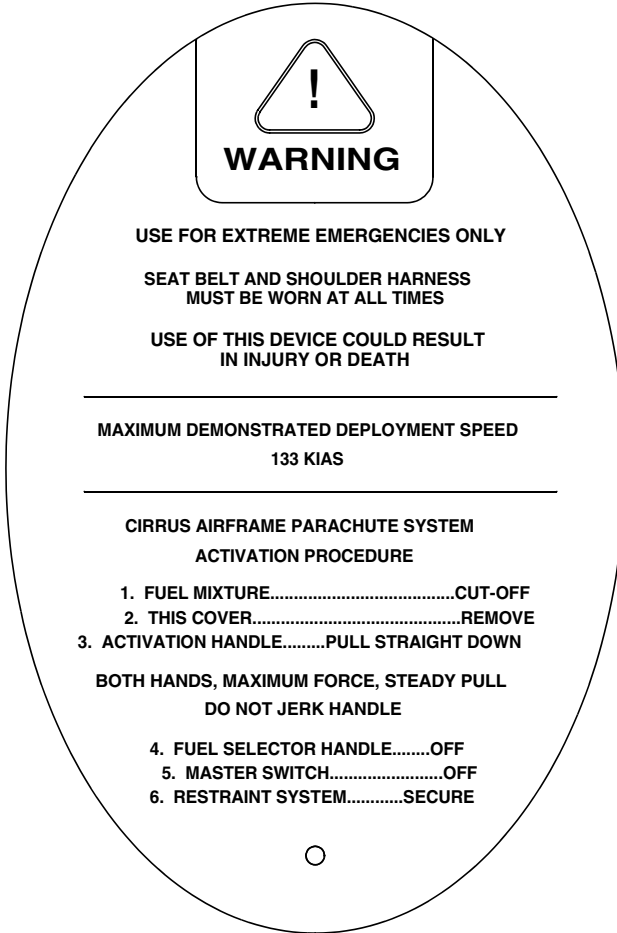 !
WARNING
USE FOR EXTREME EMERGENCIES ONLY
SEAT BELT AND SHOULDER HARNESS
MUST BE WORN AT ALL TIMES
USE OF THIS DEVICE COULD RESULT
IN INJURY OR DEATH
MAXIMUM DEMONSTRATED DEPLOYMENT SPEED
133 KIAS
CIRRUS AIRFRAME PARACHUTE SYSTEM
ACTIVATION PROCEDURE
1. FUEL MIXTURE.......................................CUT-OFF
2. THIS COVER............................................REMOVE
3. ACTIVATION HANDLE.........PULL STRAIGHT DOWN
BOTH HANDS, MAXIMUM FORCE, STEADY PULL
DO NOT JERK HANDLE
4. FUEL SELECTOR HANDLE........OFF
5. MASTER SWITCH........................OFF
6. RESTRAINT SYSTEM............SECURE